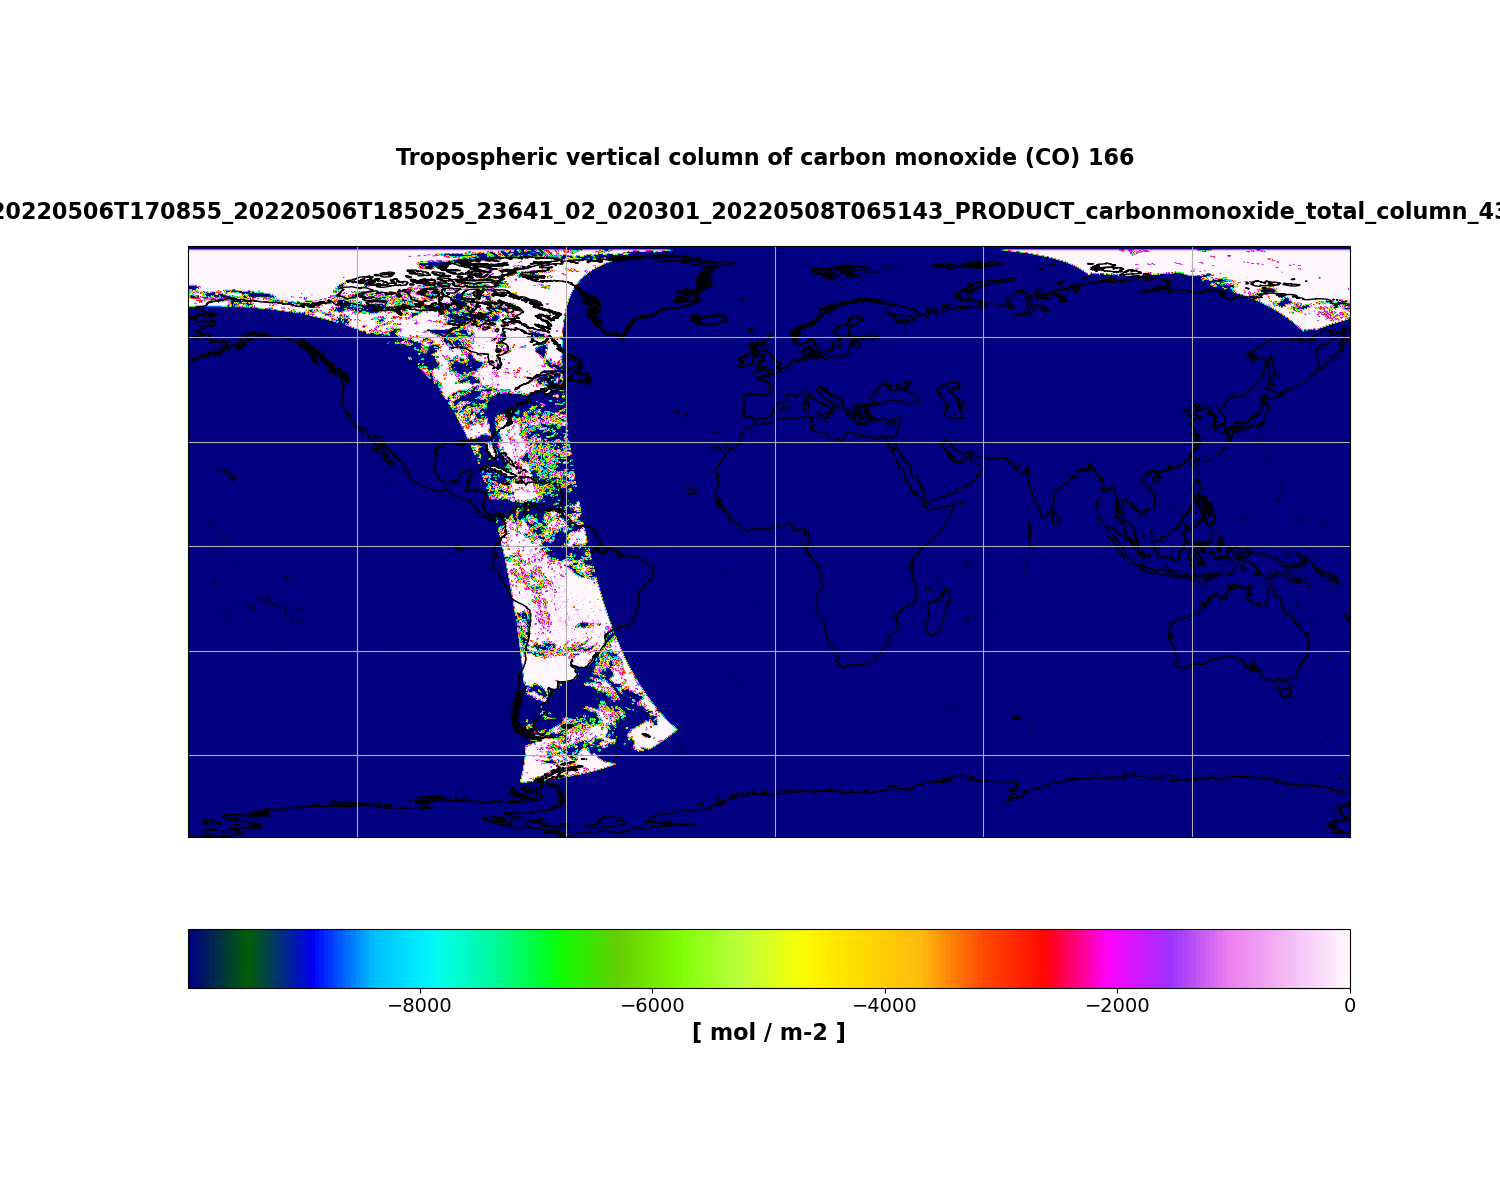 Tropospheric vertical column of carbon monoxide (CO) 166
20220506T170855_20220506T185025_23641_02_020301_20220508T065143_PRODUCT_carbonmonoxide_total_column_43
−8000 −6000 −4000 −2000 0
[ mol / m-2 ]